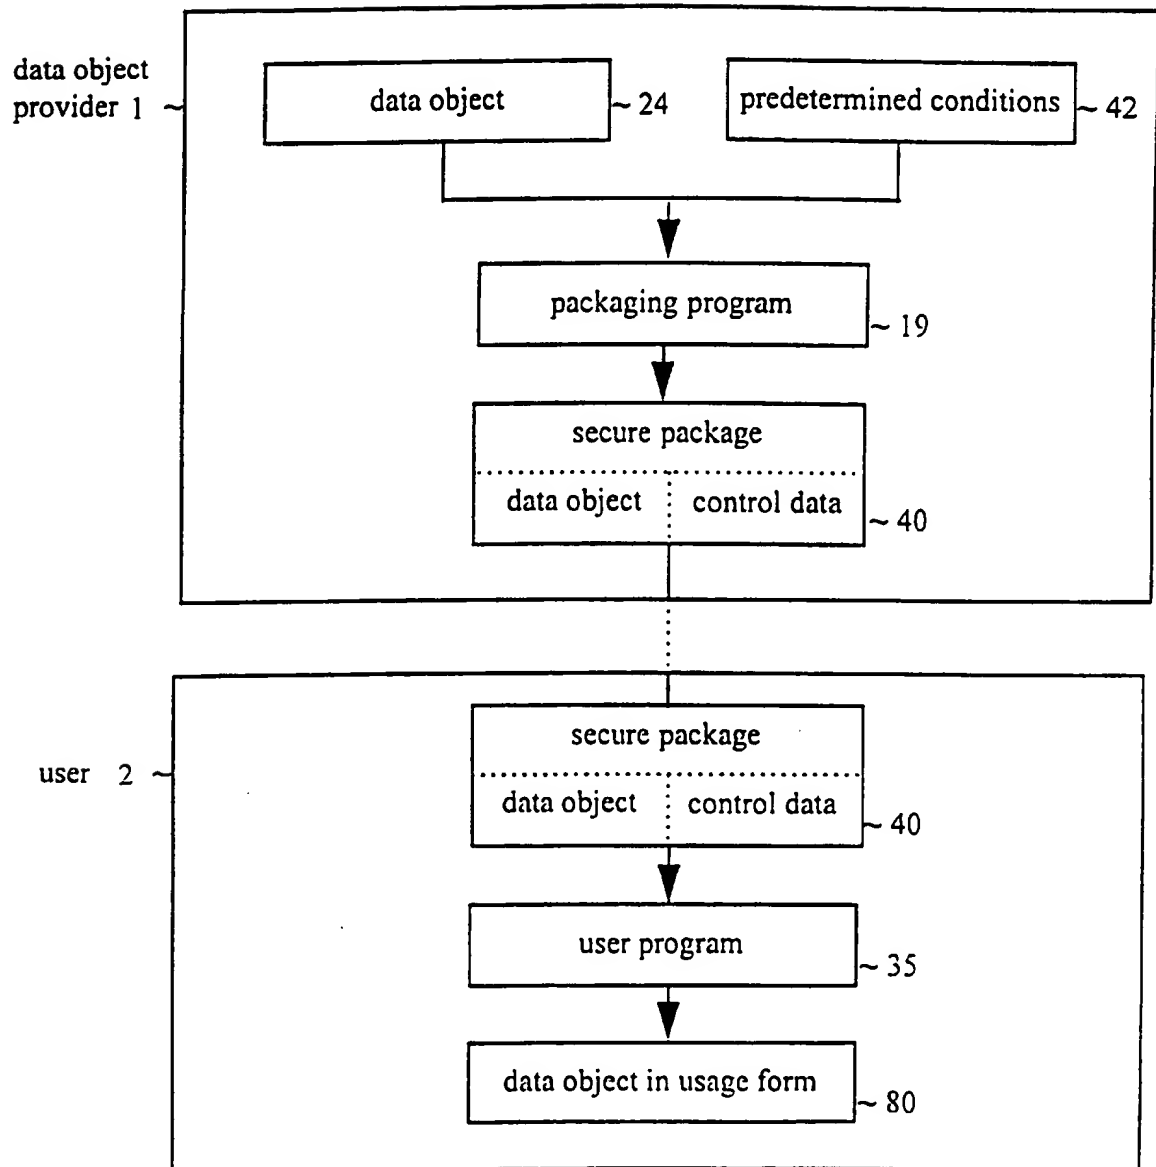 data object
provider 1 ~
data object ~ 24
predetermined conditions ~ 42
packaging program ~ 19
secure package
data object control data ~ 40
user 2 ~
secure package
data object control data ~ 40
user program ~ 35
data object in usage form ~ 80